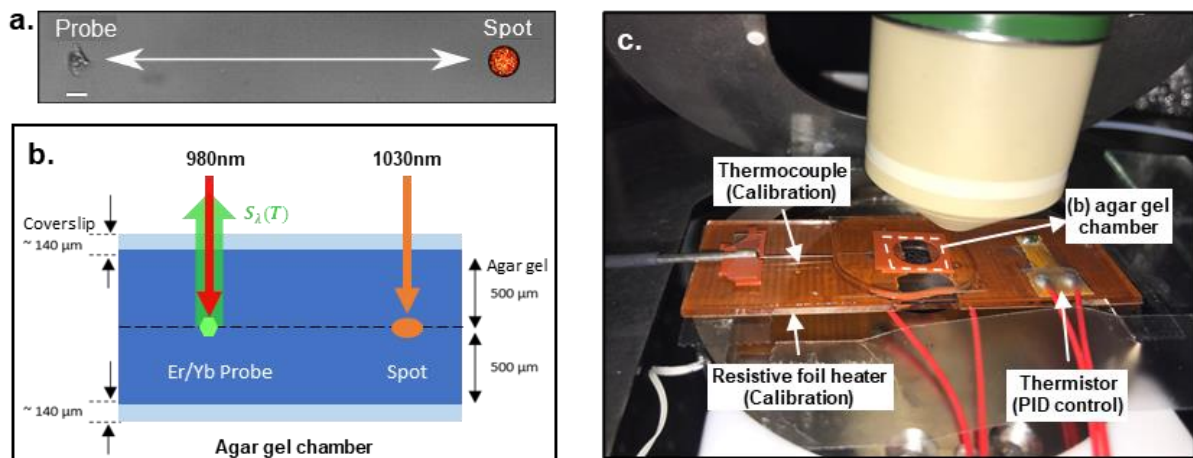 a.
Probe
Spot
b.
980nm
1030nm
Sλ(T)
Coverslip
~ 140 µm
Agar gel
500 µm
500 µm
Er/Yb Probe
Spot
~ 140 µm
Agar gel chamber
c.
Thermocouple
(Calibration)
(b) agar gel
chamber
Resistive foil heater
(Calibration)
Thermistor
(PID control)